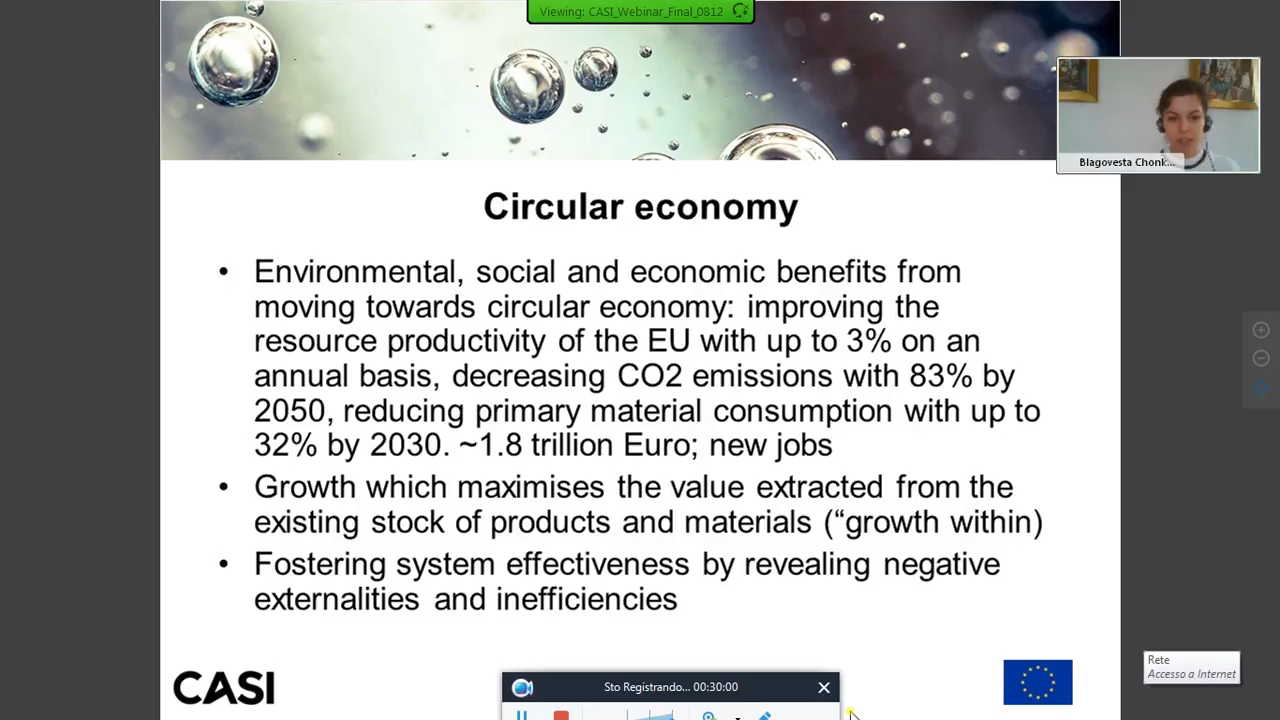 Viewing: CASI_Webinar_Final_0812
Blagovesta Chonk...
Circular economy
• Environmental, social and economic benefits from
moving towards circular economy: improving the
resource productivity of the EU with up to 3% on an
annual basis, decreasing CO2 emissions with 83% by
2050, reducing primary material consumption with up to
32% by 2030. ~1.8 trillion Euro; new jobs
• Growth which maximises the value extracted from the
existing stock of products and materials (“growth within)
• Fostering system effectiveness by revealing negative
externalities and inefficiencies
Rete
Accesso a Internet
CASI
Sto Registrando... 00:30:00